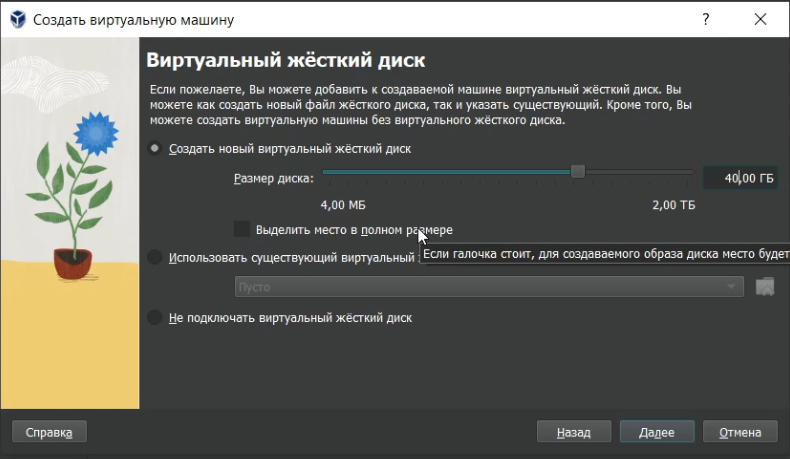 Создать виртуальную машину
?
Виртуальный жёсткий диск
Если пожелаете, Вы можете добавить к создаваемой машине виртуальный жёсткий диск. Вы
можете как создать новый файл жёсткого диска, так и указать существующий. Кроме того, Вы
можете создать виртуальную машины без виртуального жёсткого диска.
Создать новый виртуальный жёсткий диск
Размер диска:
40,00 ГБ
4,00 МБ
2,00 ТБ
Выделить место в полном размере
Если галочка стоит, для создаваемого образа диска место будет
Использовать существующий виртуальный
Пусто
Не подключать виртуальный жёсткий диск
Справка
Назад
Далее
Отмена